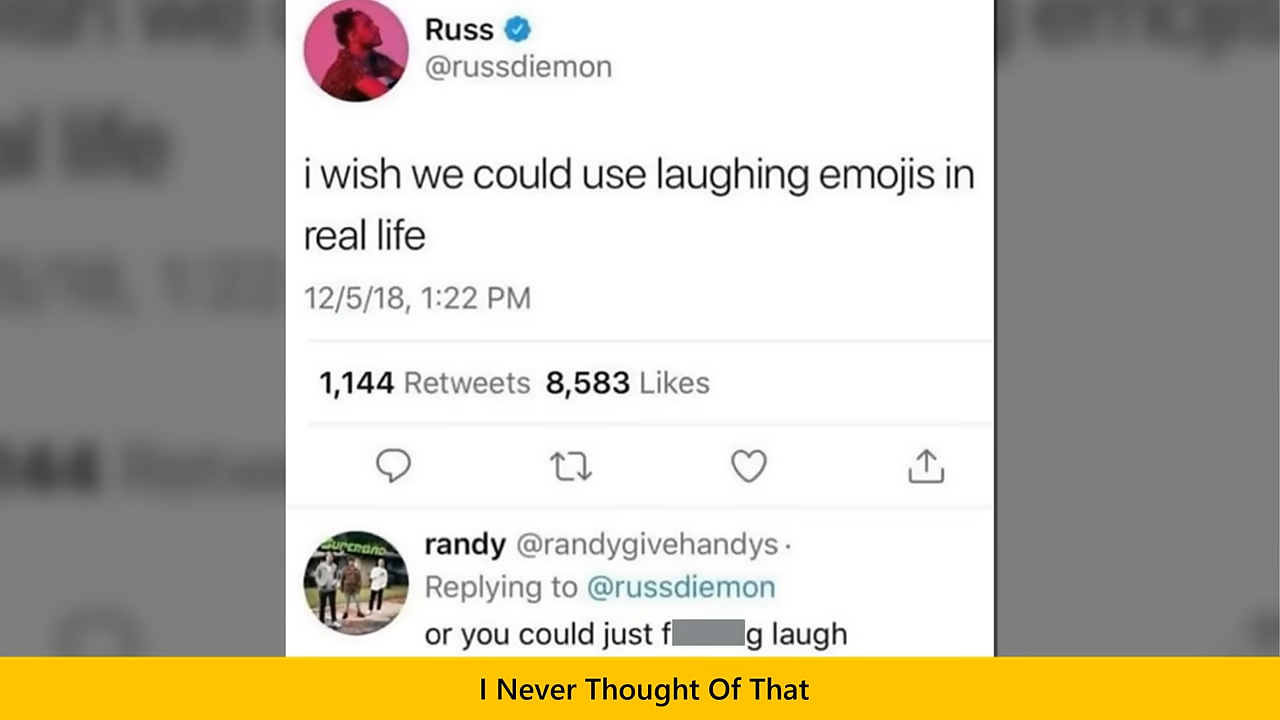 Russ
@russdiemon
i wish we could use laughing emojis in
real life
12/5/18, 1:22 PM
1,144 Retweets 8,583 Likes
SUPERBAD
randy @randygivehandys ·
Replying to @russdiemon
or you could just f g laugh
I Never Thought Of That